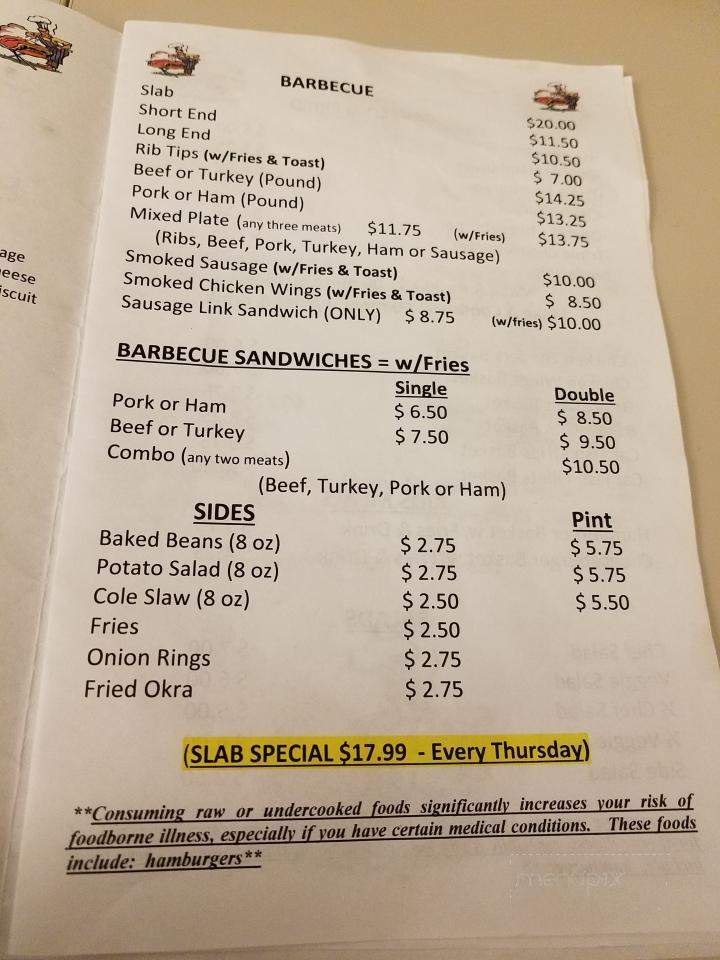 BARBECUE
Slab $20.00
Short End $11.50
Long End $10.50
Rib Tips (w/Fries & Toast) $ 7.00
Beef or Turkey (Pound) $14.25
Pork or Ham (Pound) $13.25
Mixed Plate (any three meats) $11.75 (w/Fries) $13.75
(Ribs, Beef, Pork, Turkey, Ham or Sausage)
Smoked Sausage (w/Fries & Toast) $10.00
Smoked Chicken Wings (w/Fries & Toast) $ 8.50
Sausage Link Sandwich (ONLY) $ 8.75 (w/fries) $10.00
BARBECUE SANDWICHES = w/Fries
Single Double
Pork or Ham $ 6.50 $ 8.50
Beef or Turkey $ 7.50 $ 9.50
Combo (any two meats) $10.50
(Beef, Turkey, Pork or Ham)
SIDES Pint
Baked Beans (8 oz) $ 2.75 $ 5.75
Potato Salad (8 oz) $ 2.75 $ 5.75
Cole Slaw (8 oz) $ 2.50 $ 5.50
Fries $ 2.50
Onion Rings $ 2.75
Fried Okra $ 2.75
(SLAB SPECIAL $17.99 - Every Thursday)
**Consuming raw or undercooked foods significantly increases your risk of
foodborne illness, especially if you have certain medical conditions. These foods
include: hamburgers**
menupix